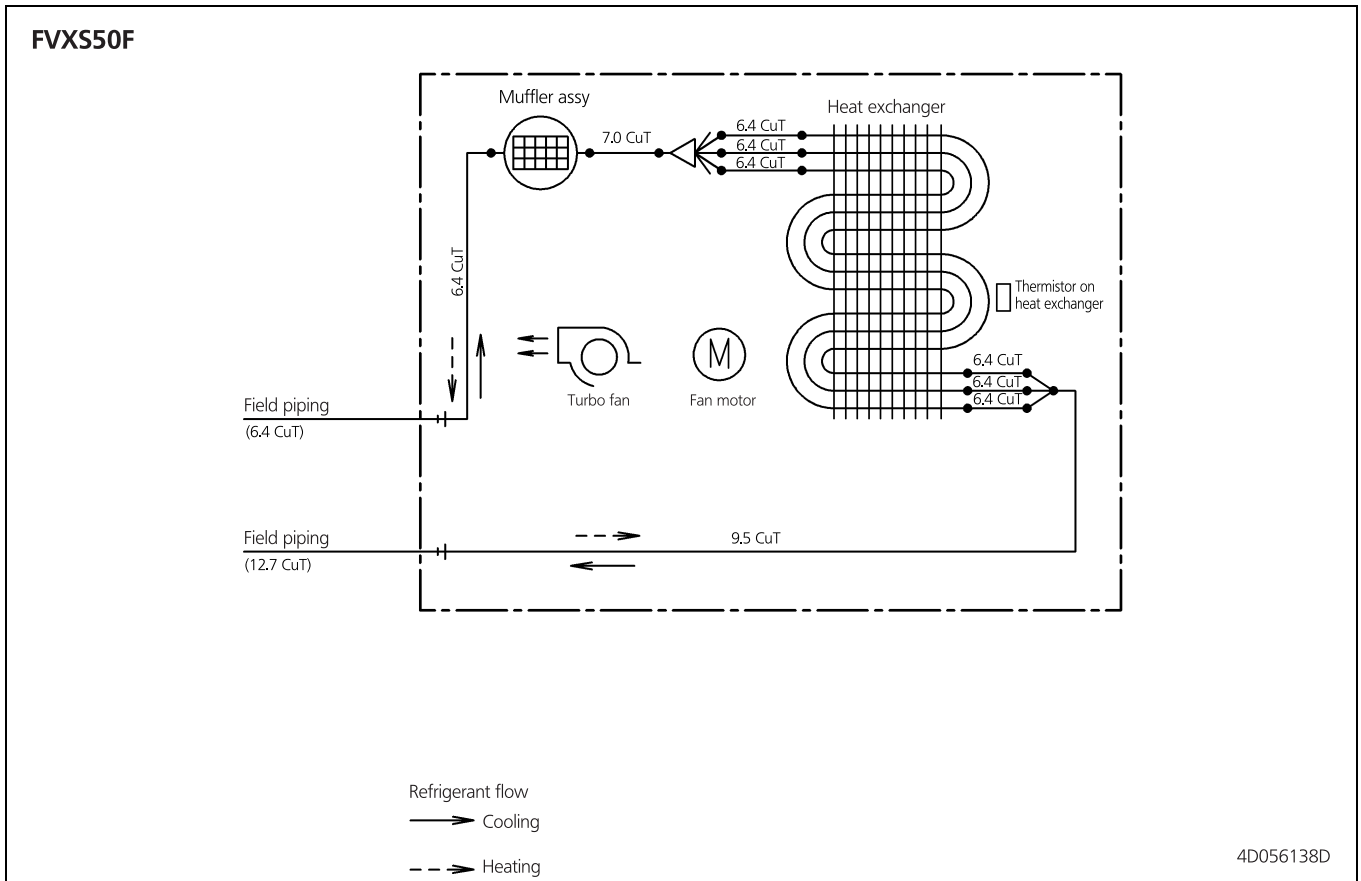 FVXS50F
Muffler assy
Heat exchanger
7.0 CuT
6.4 CuT
6.4 CuT
6.4 CuT
6.4 CuT
Thermistor on
heat exchanger
M
Turbo fan
Fan motor
6.4 CuT
6.4 CuT
6.4 CuT
Field piping
(6.4 CuT)
Field piping
(12.7 CuT)
9.5 CuT
Refrigerant flow
Cooling
Heating
4D056138D